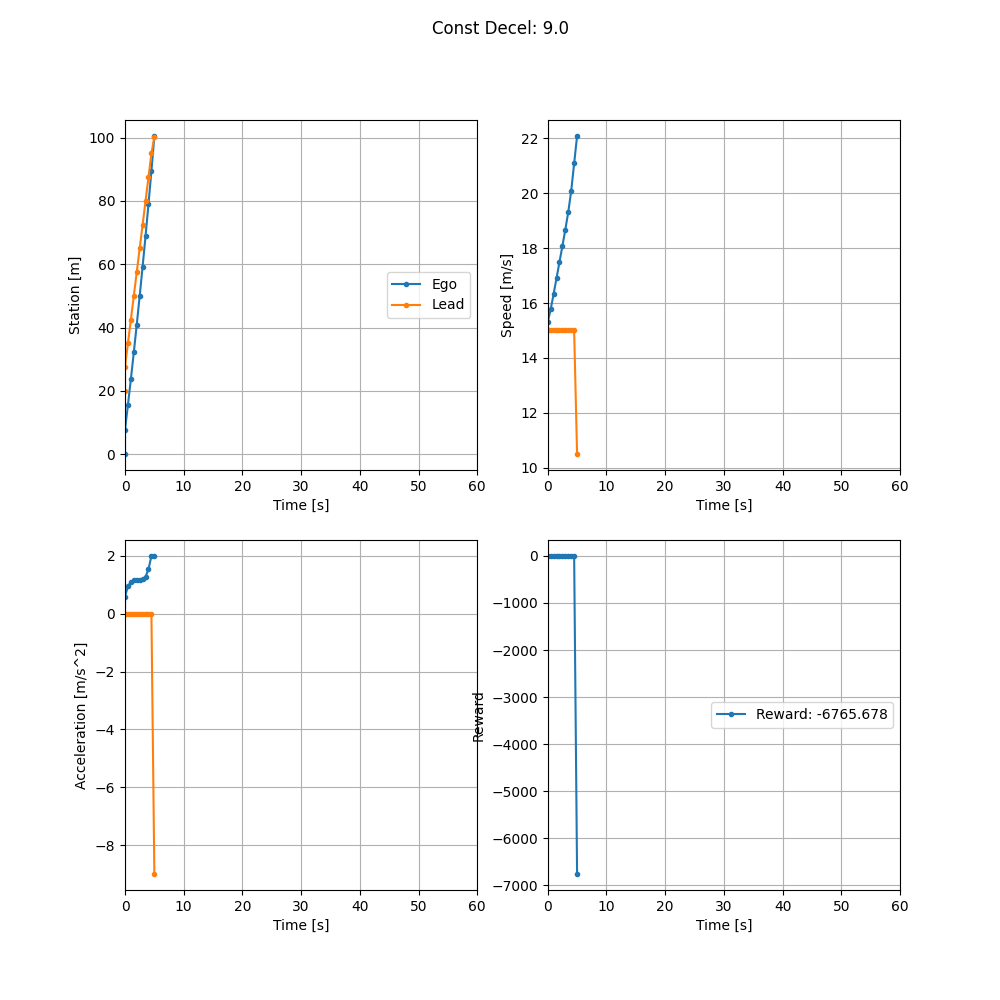 Const Decel: 9.0
Station [m]
100
80
60
40
20
0
Ego
Lead
0 10 20 30 40 50 60
Time [s]
Speed [m/s]
22
20
18
16
14
12
10
0 10 20 30 40 50 60
Time [s]
Acceleration [m/s^2]
2
0
−2
−4
−6
−8
0 10 20 30 40 50 60
Time [s]
Reward
0
−1000
−2000
−3000
−4000
−5000
−6000
−7000
Reward: -6765.678
0 10 20 30 40 50 60
Time [s]